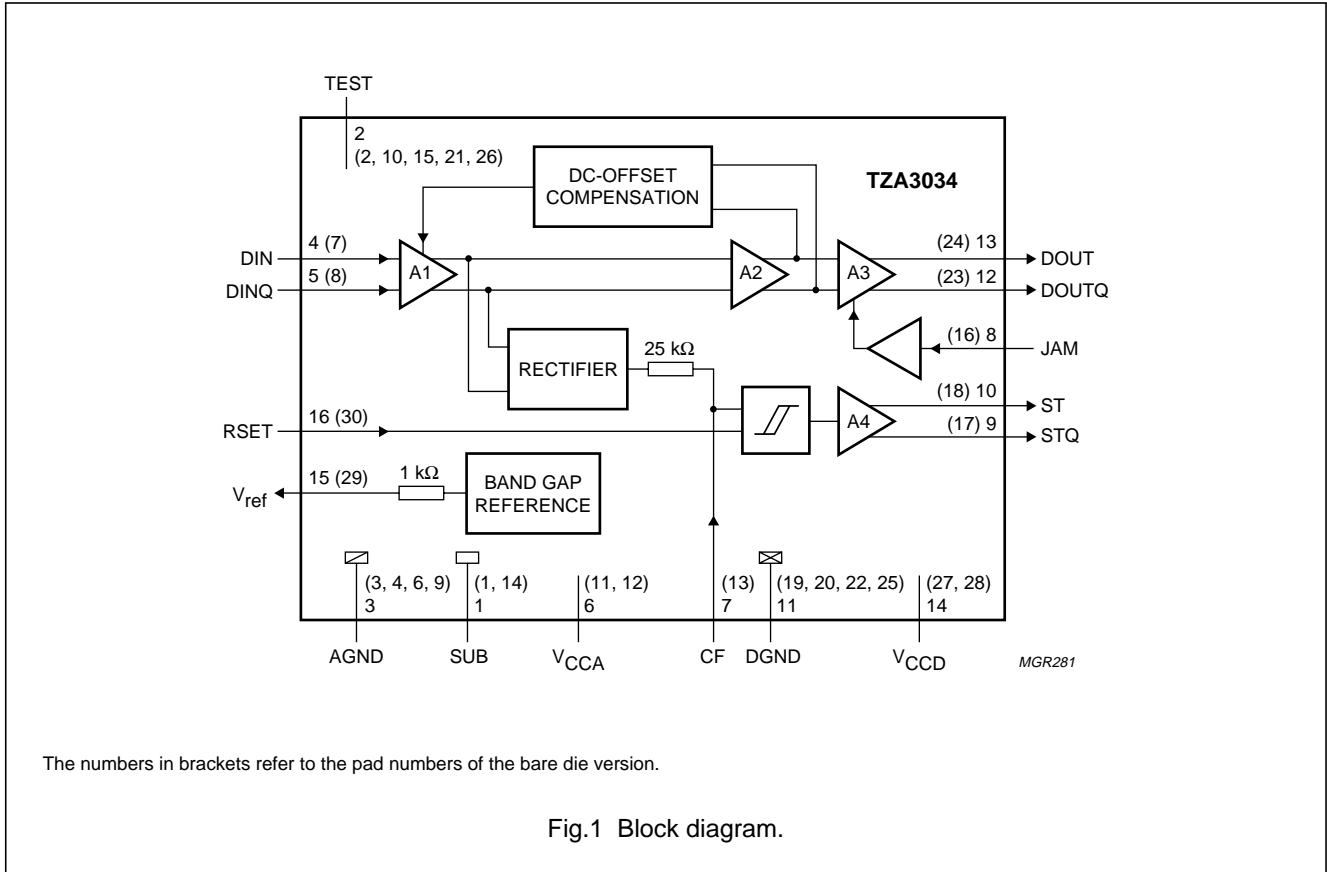 TEST
2
(2, 10, 15, 21, 26)
DC-OFFSET
COMPENSATION
TZA3034
DIN
4 (7)
A1
A2
A3
(24) 13
DOUT
DINQ
5 (8)
(23) 12
DOUTQ
RECTIFIER
25 kΩ
(16) 8
JAM
(18) 10
ST
A4
(17) 9
STQ
RSET
16 (30)
Vref
15 (29)
1 kΩ
BAND GAP
REFERENCE
(3, 4, 6, 9)
3
(1, 14)
1
(11, 12)
6
(13)
7
(19, 20, 22, 25)
11
(27, 28)
14
AGND
SUB
VCCA
CF
DGND
VCCD
MGR281
The numbers in brackets refer to the pad numbers of the bare die version.
Fig.1 Block diagram.